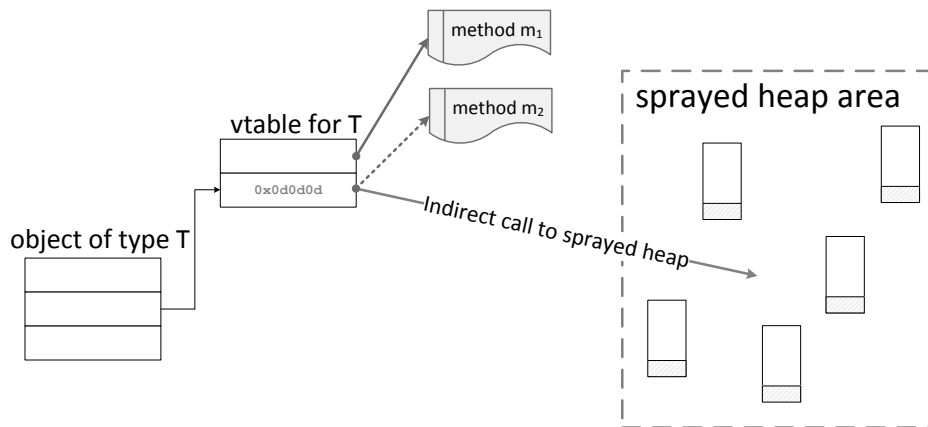 method m₁
method m₂
vtable for T
0x0d0d0d
object of type T
Indirect call to sprayed heap
sprayed heap area